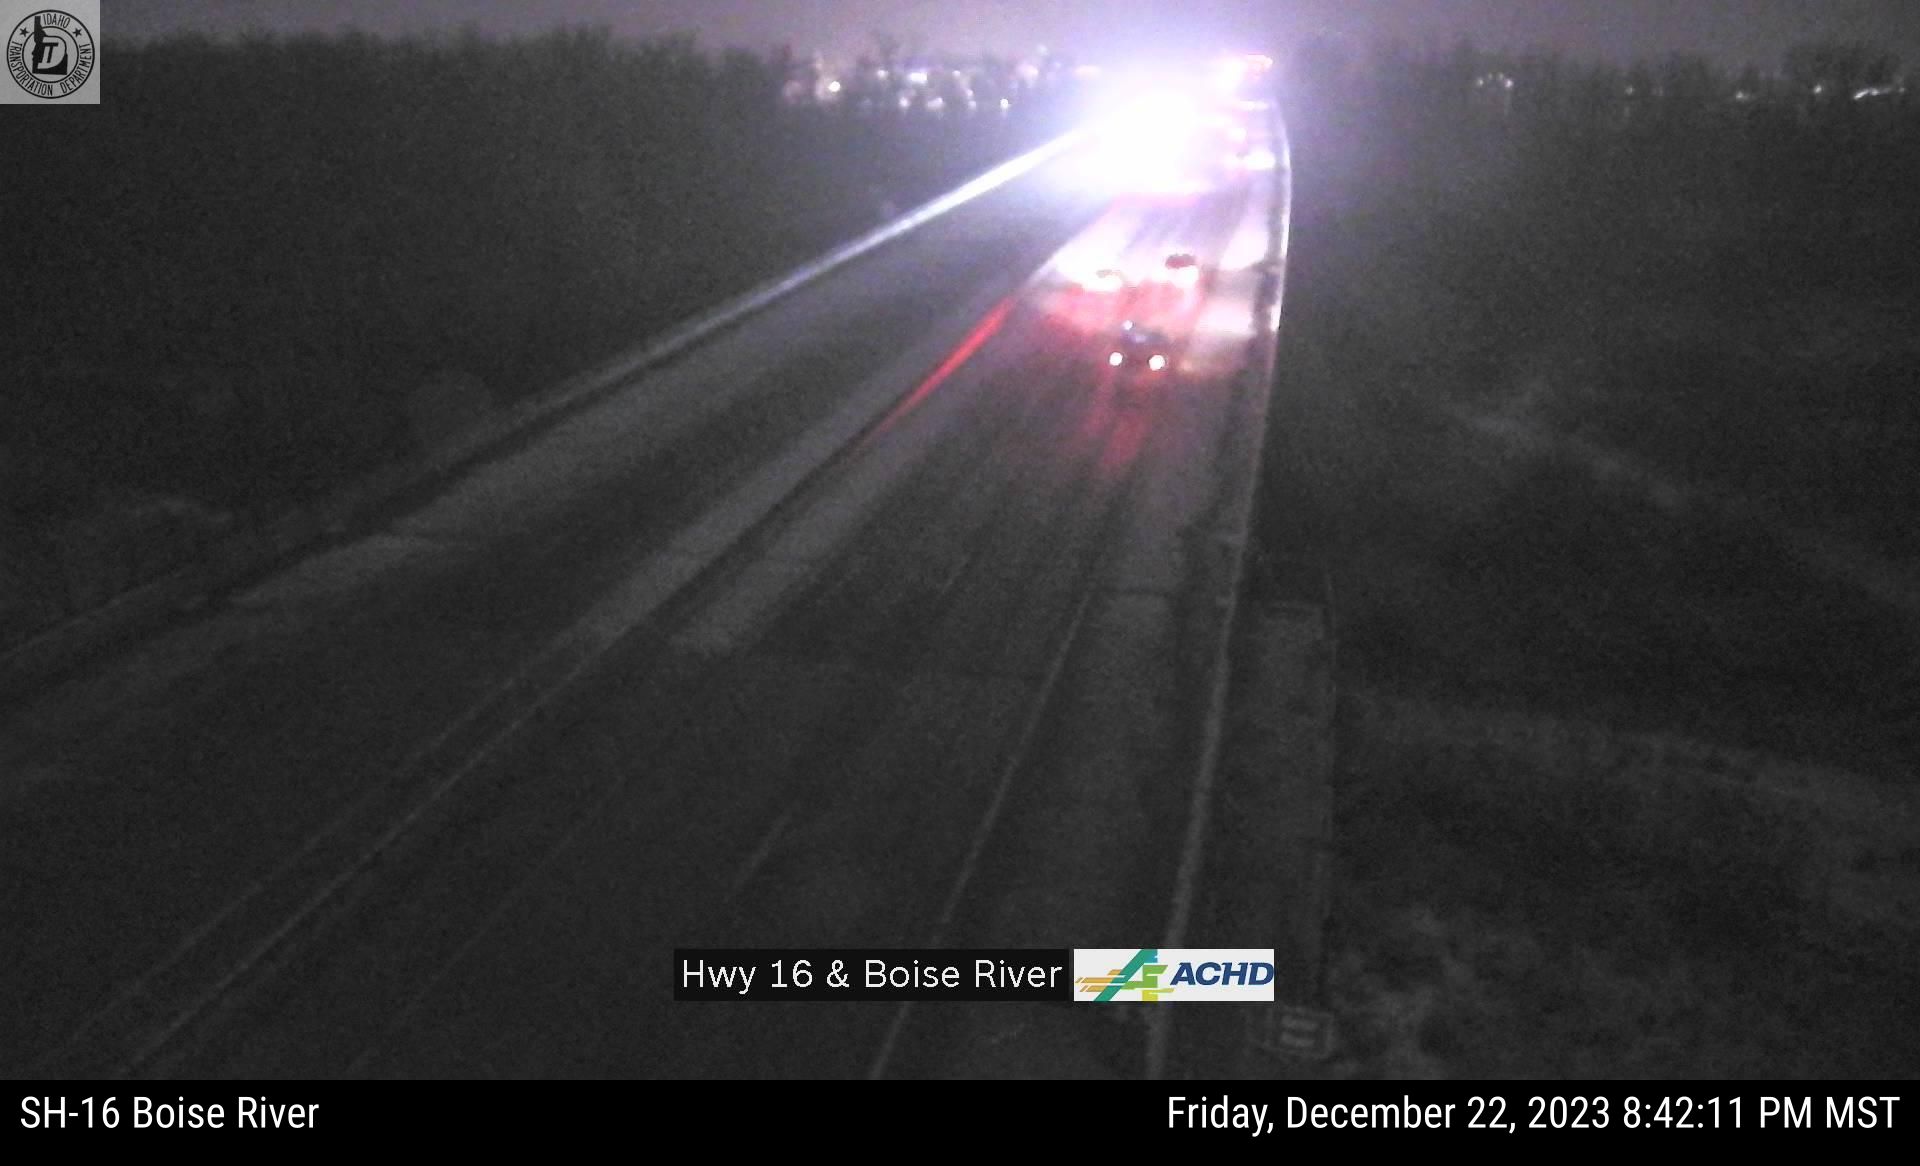 IDAHO
TRANSPORTATION DEPARTMENT
Hwy 16 & Boise River
ACHD
SH-16 Boise River
Friday, December 22, 2023 8:42:11 PM MST